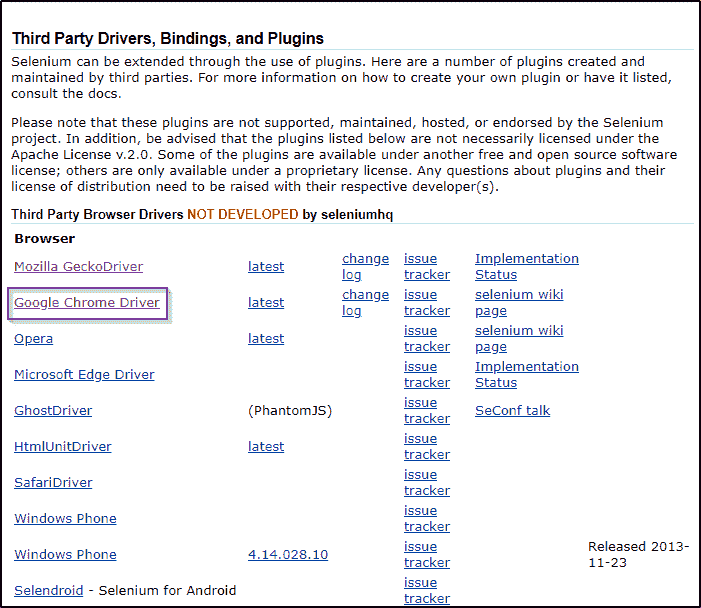 Third Party Drivers, Bindings, and Plugins
Selenium can be extended through the use of plugins. Here are a number of plugins created and
maintained by third parties. For more information on how to create your own plugin or have it listed,
consult the docs.
Please note that these plugins are not supported, maintained, hosted, or endorsed by the Selenium
project. In addition, be advised that the plugins listed below are not necessarily licensed under the
Apache License v.2.0. Some of the plugins are available under another free and open source software
license; others are only available under a proprietary license. Any questions about plugins and their
license of distribution need to be raised with their respective developer(s).
Third Party Browser Drivers NOT DEVELOPED by seleniumhq
Browser
Mozilla GeckoDriver latest change log issue tracker Implementation Status
Google Chrome Driver latest change log issue tracker selenium wiki page
Opera latest issue tracker selenium wiki page
Microsoft Edge Driver issue tracker Implementation Status
GhostDriver (PhantomJS) issue tracker SeConf talk
HtmlUnitDriver latest issue tracker
SafariDriver issue tracker
Windows Phone issue tracker
Windows Phone 4.14.028.10 issue tracker Released 2013-11-23
Selendroid - Selenium for Android issue tracker